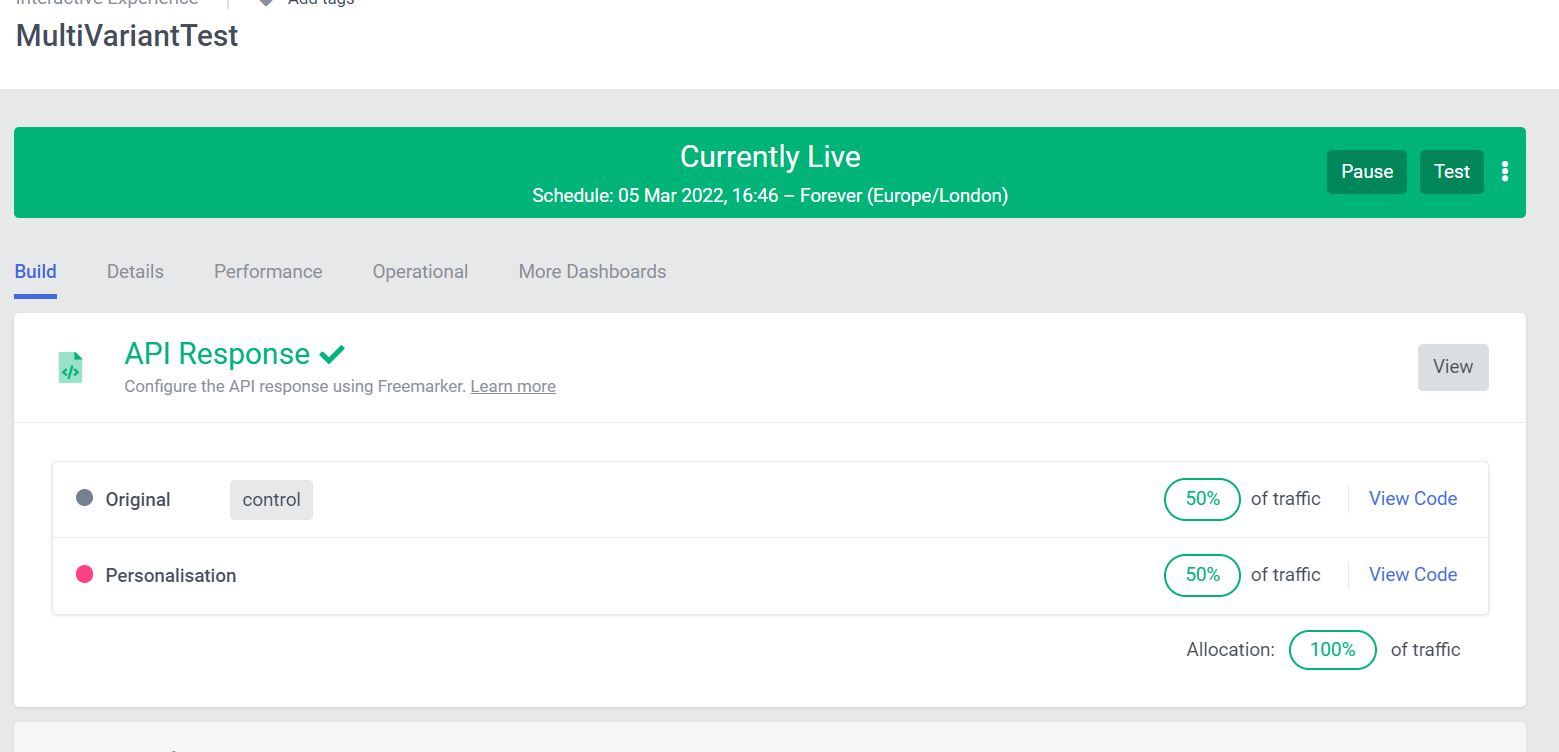 Interactive Experience
Add tags
MultiVariantTest
Currently Live
Schedule: 05 Mar 2022, 16:46 – Forever (Europe/London)
Pause
Test
Build
Details
Performance
Operational
More Dashboards
API Response
Configure the API response using Freemarker. Learn more
View
</>
Original
control
50%
of traffic
View Code
Personalisation
50%
of traffic
View Code
Allocation:
100%
of traffic